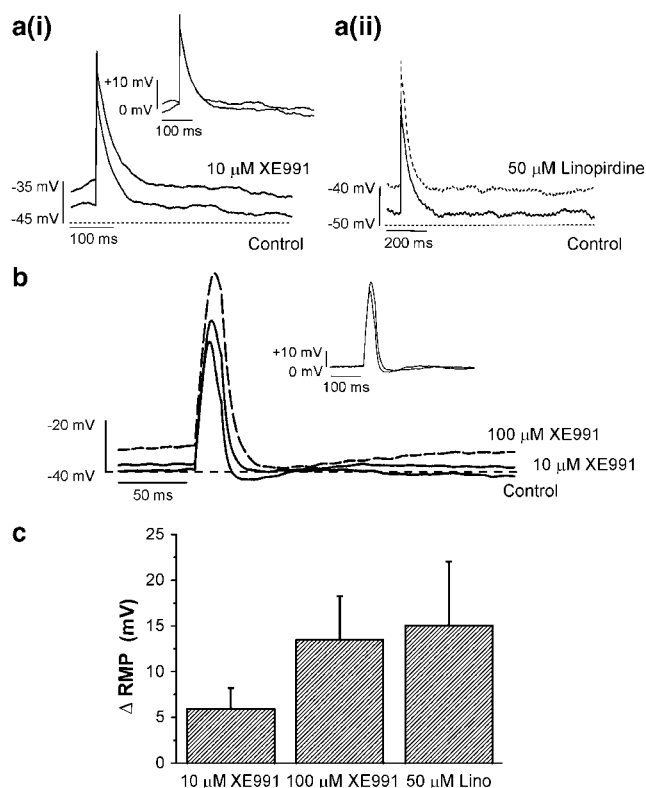 a(i)
+10 mV
0 mV
100 ms
10 μM XE991
-35 mV
-45 mV
100 ms
Control
a(ii)
50 μM Linopirdine
-40 mV
-50 mV
200 ms
Control
b
+10 mV
0 mV
100 ms
-20 mV
-40 mV
50 ms
100 μM XE991
10 μM XE991
Control
c
Δ RMP (mV)
25
20
15
10
5
0
10 μM XE991 100 μM XE991 50 μM Lino